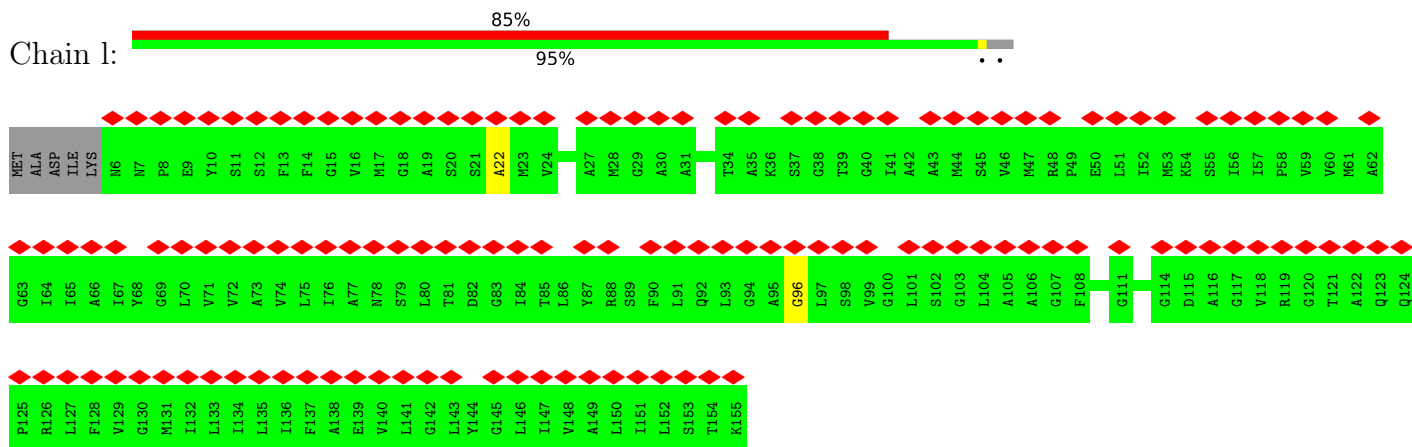 85%
Chain l:
95%
• •
MET ALA ASP ILE LYS N6 N7 P8 E9 Y10 S11 S12 F13 F14 G15 V16 M17 G18 A19 S20 S21 A22 M23 V24 A27 M28 G29 A30 A31 T34 A35 K36 S37 G38 T39 G40 I41 A42 A43 M44 S45 V46 M47 R48 P49 E50 L51 I52 M53 K54 S55 I56 I57 P58 V59 V60 M61 A62
G63 I64 I65 A66 I67 Y68 G69 L70 V71 V72 A73 V74 L75 I76 A77 N78 S79 L80 T81 D82 G83 I84 T85 L86 Y87 R88 S89 F90 L91 Q92 L93 G94 A95 G96 L97 S98 V99 G100 L101 S102 G103 L104 A105 A106 G107 F108 G111 G114 D115 A116 G117 V118 R119 G120 T121 A122 Q123 Q124
P125 R126 L127 F128 V129 G130 M131 I132 L133 I134 L135 I136 F137 A138 E139 V140 L141 G142 L143 Y144 G145 L146 I147 V148 A149 L150 I151 L152 S153 T154 K155